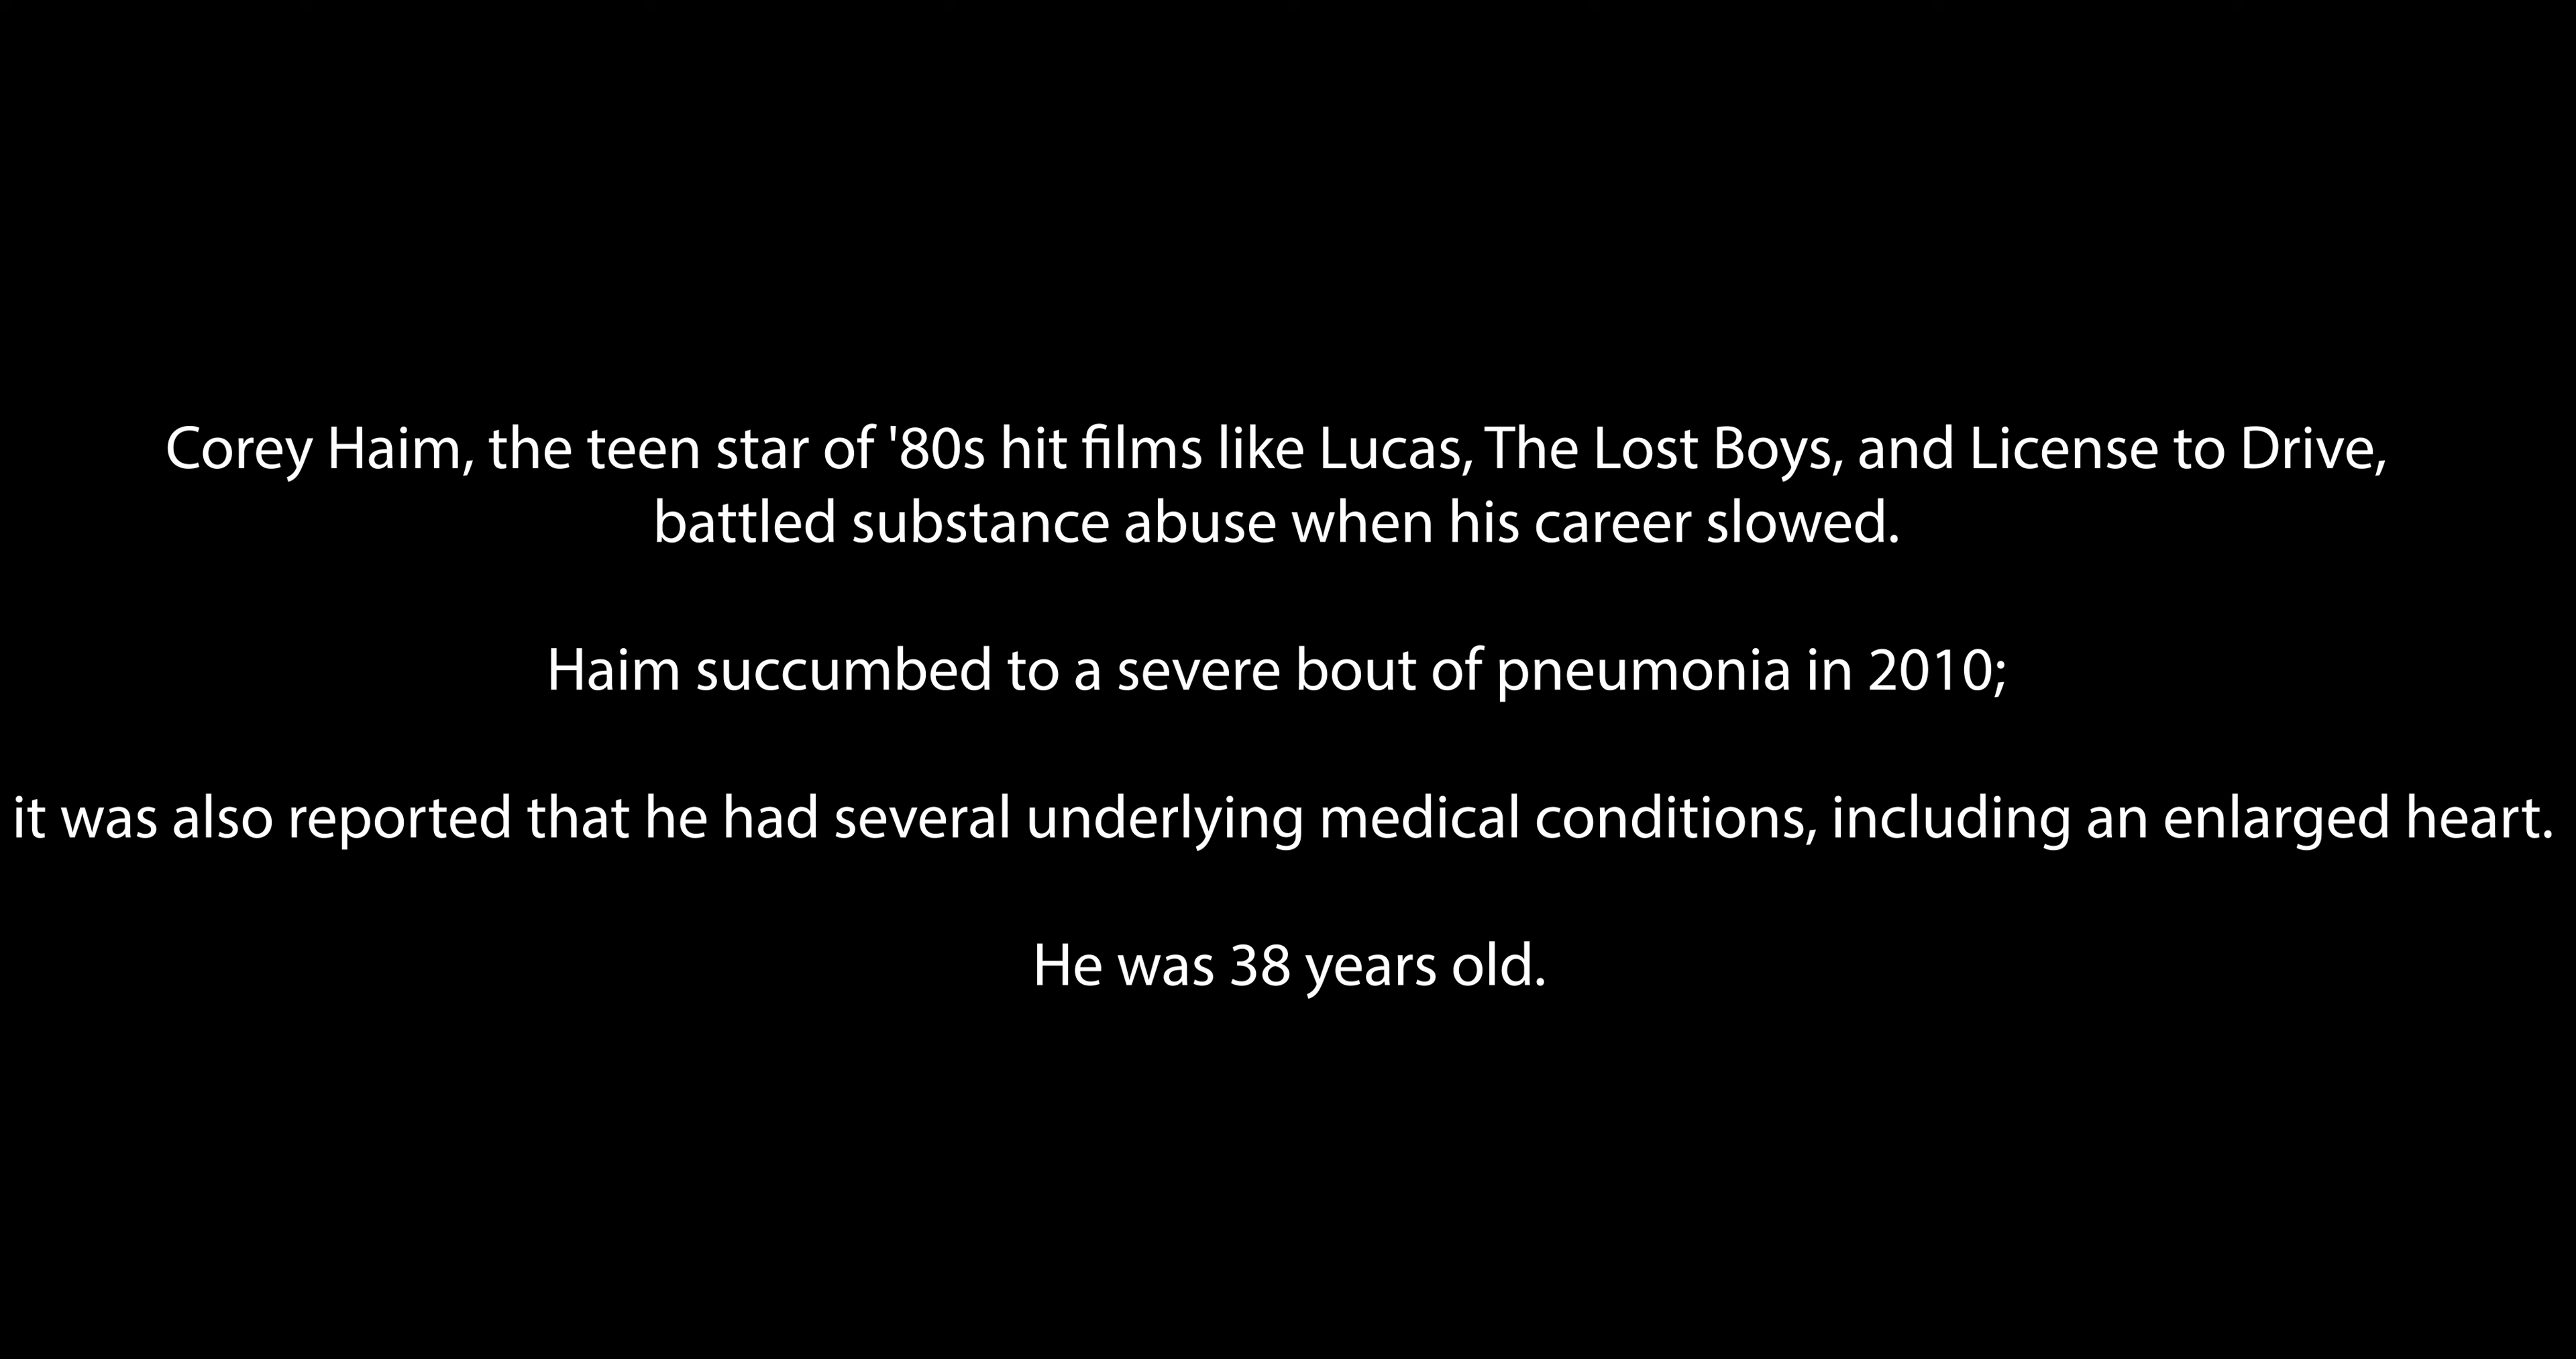 Corey Haim, the teen star of '80s hit films like Lucas, The Lost Boys, and License to Drive,
battled substance abuse when his career slowed.
Haim succumbed to a severe bout of pneumonia in 2010;
it was also reported that he had several underlying medical conditions, including an enlarged heart.
He was 38 years old.